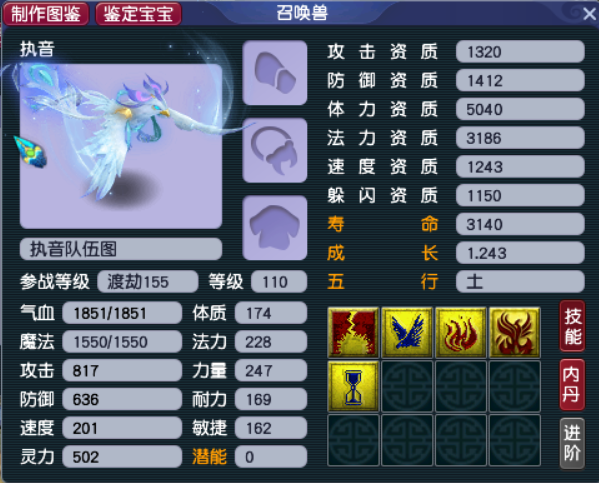 制作图鉴 鉴定宝宝 召唤兽
执音
攻击资质 1320
防御资质 1412
体力资质 5040
法力资质 3186
速度资质 1243
躲闪资质 1150
寿命 3140
成长 1.243
五行 土
执音队伍图
参战等级 渡劫155 等级 110
气血 1851/1851 体质 174
魔法 1550/1550 法力 228
攻击 817 力量 247
防御 636 耐力 169
速度 201 敏捷 162
灵力 502 潜能 0
技能
内丹
进阶